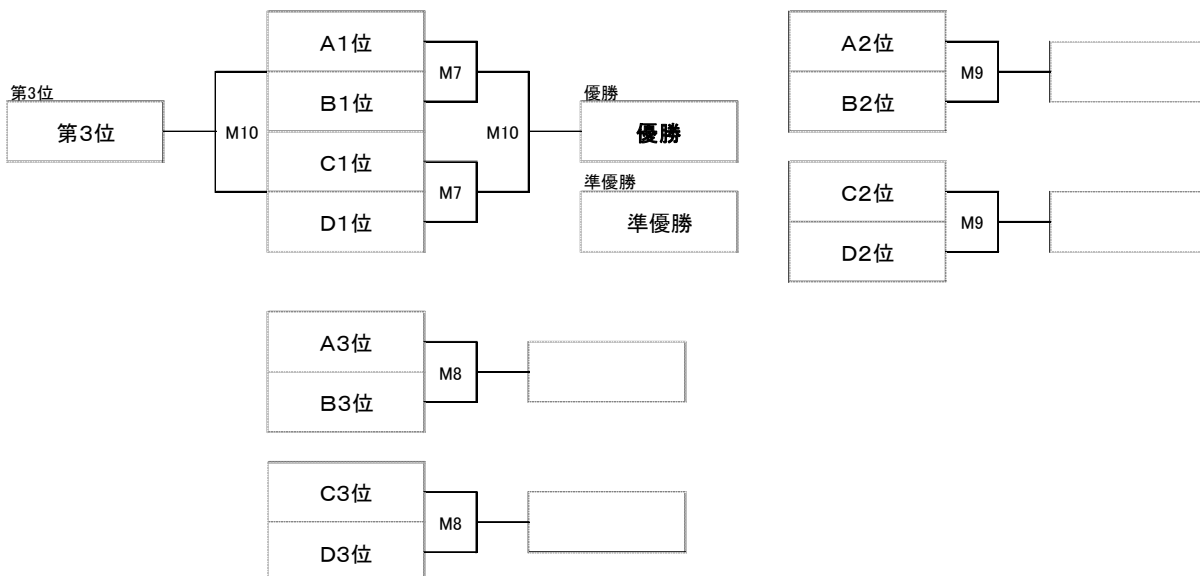 第3位
第3位
M10
A1位
B1位
C1位
D1位
M7
M7
M10
優勝
優勝
準優勝
準優勝
A2位
B2位
M9
C2位
D2位
M9
A3位
B3位
M8
C3位
D3位
M8